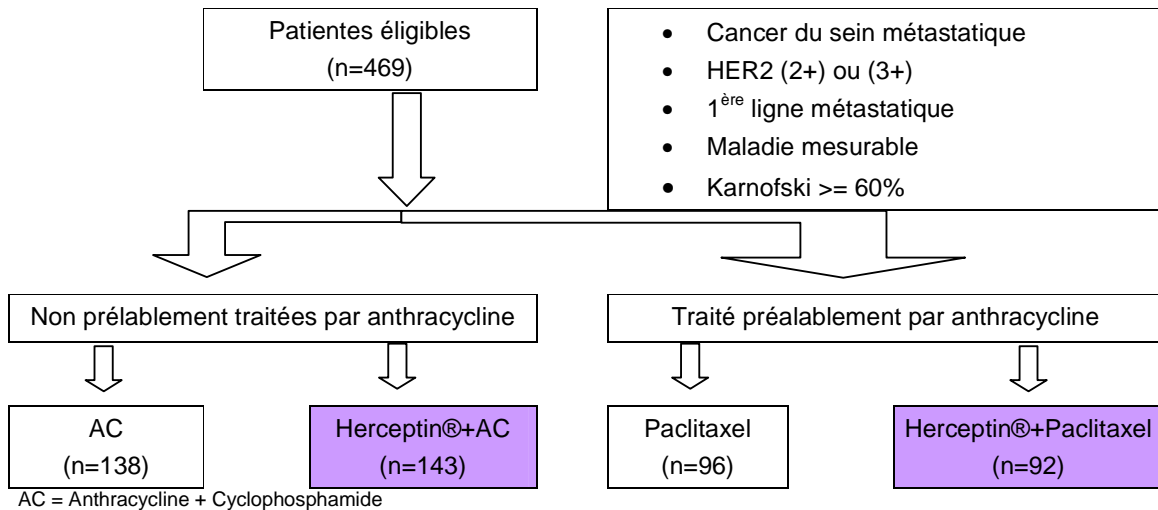 Patientes éligibles
(n=469)
• Cancer du sein métastatique
• HER2 (2+) ou (3+)
• 1ère ligne métastatique
• Maladie mesurable
• Karnofski >= 60%
Non prélablement traitées par anthracycline
Traité préalablement par anthracycline
AC
(n=138)
Herceptin®+AC
(n=143)
Paclitaxel
(n=96)
Herceptin®+Paclitaxel
(n=92)
AC = Anthracycline + Cyclophosphamide